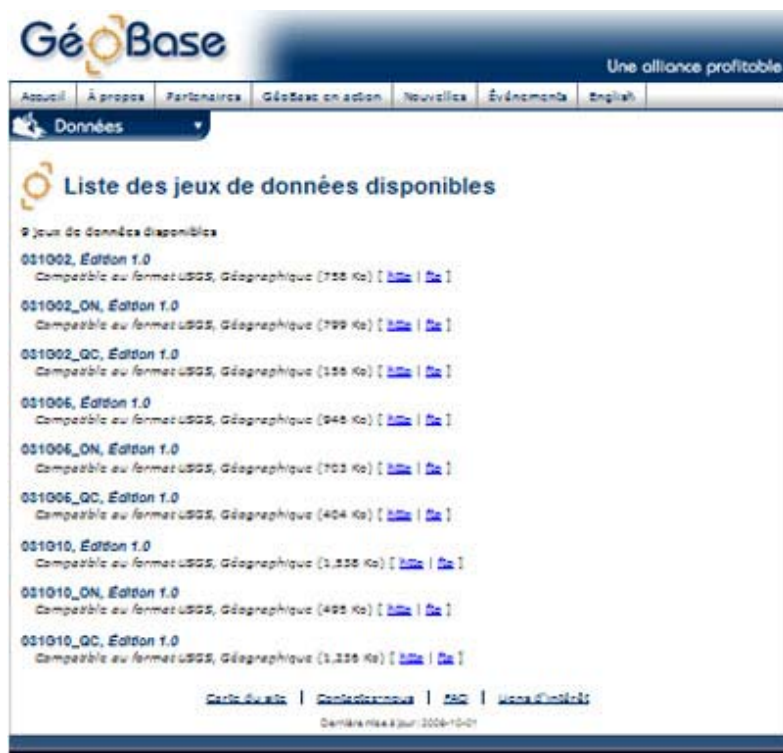 GéoBase
Une alliance profitable
Accueil À propos Partenaires GéoBase en action Nouvelles Événements English
Données
Liste des jeux de données disponibles
9 jeux de données disponibles
031G02, Édition 1.0
Compatible au format USGS, Géographique (758 Ko) [ http | ftp ]
031G02_ON, Édition 1.0
Compatible au format USGS, Géographique (799 Ko) [ http | ftp ]
031G02_QC, Édition 1.0
Compatible au format USGS, Géographique (156 Ko) [ http | ftp ]
031G06, Édition 1.0
Compatible au format USGS, Géographique (945 Ko) [ http | ftp ]
031G06_ON, Édition 1.0
Compatible au format USGS, Géographique (703 Ko) [ http | ftp ]
031G06_QC, Édition 1.0
Compatible au format USGS, Géographique (404 Ko) [ http | ftp ]
031G10, Édition 1.0
Compatible au format USGS, Géographique Ko) [ http | ftp ]
031G10_ON, Édition 1.0
Compatible au format USGS, Géographique (495 Ko) [ http | ftp ]
031G10_QC, Édition 1.0
Compatible au format USGS, Géographique Ko) [ http | ftp ]
Carte du site | Contactez-nous | FAQ | Liens d'intérêt
Dernière mise à jour: 2006-10-01